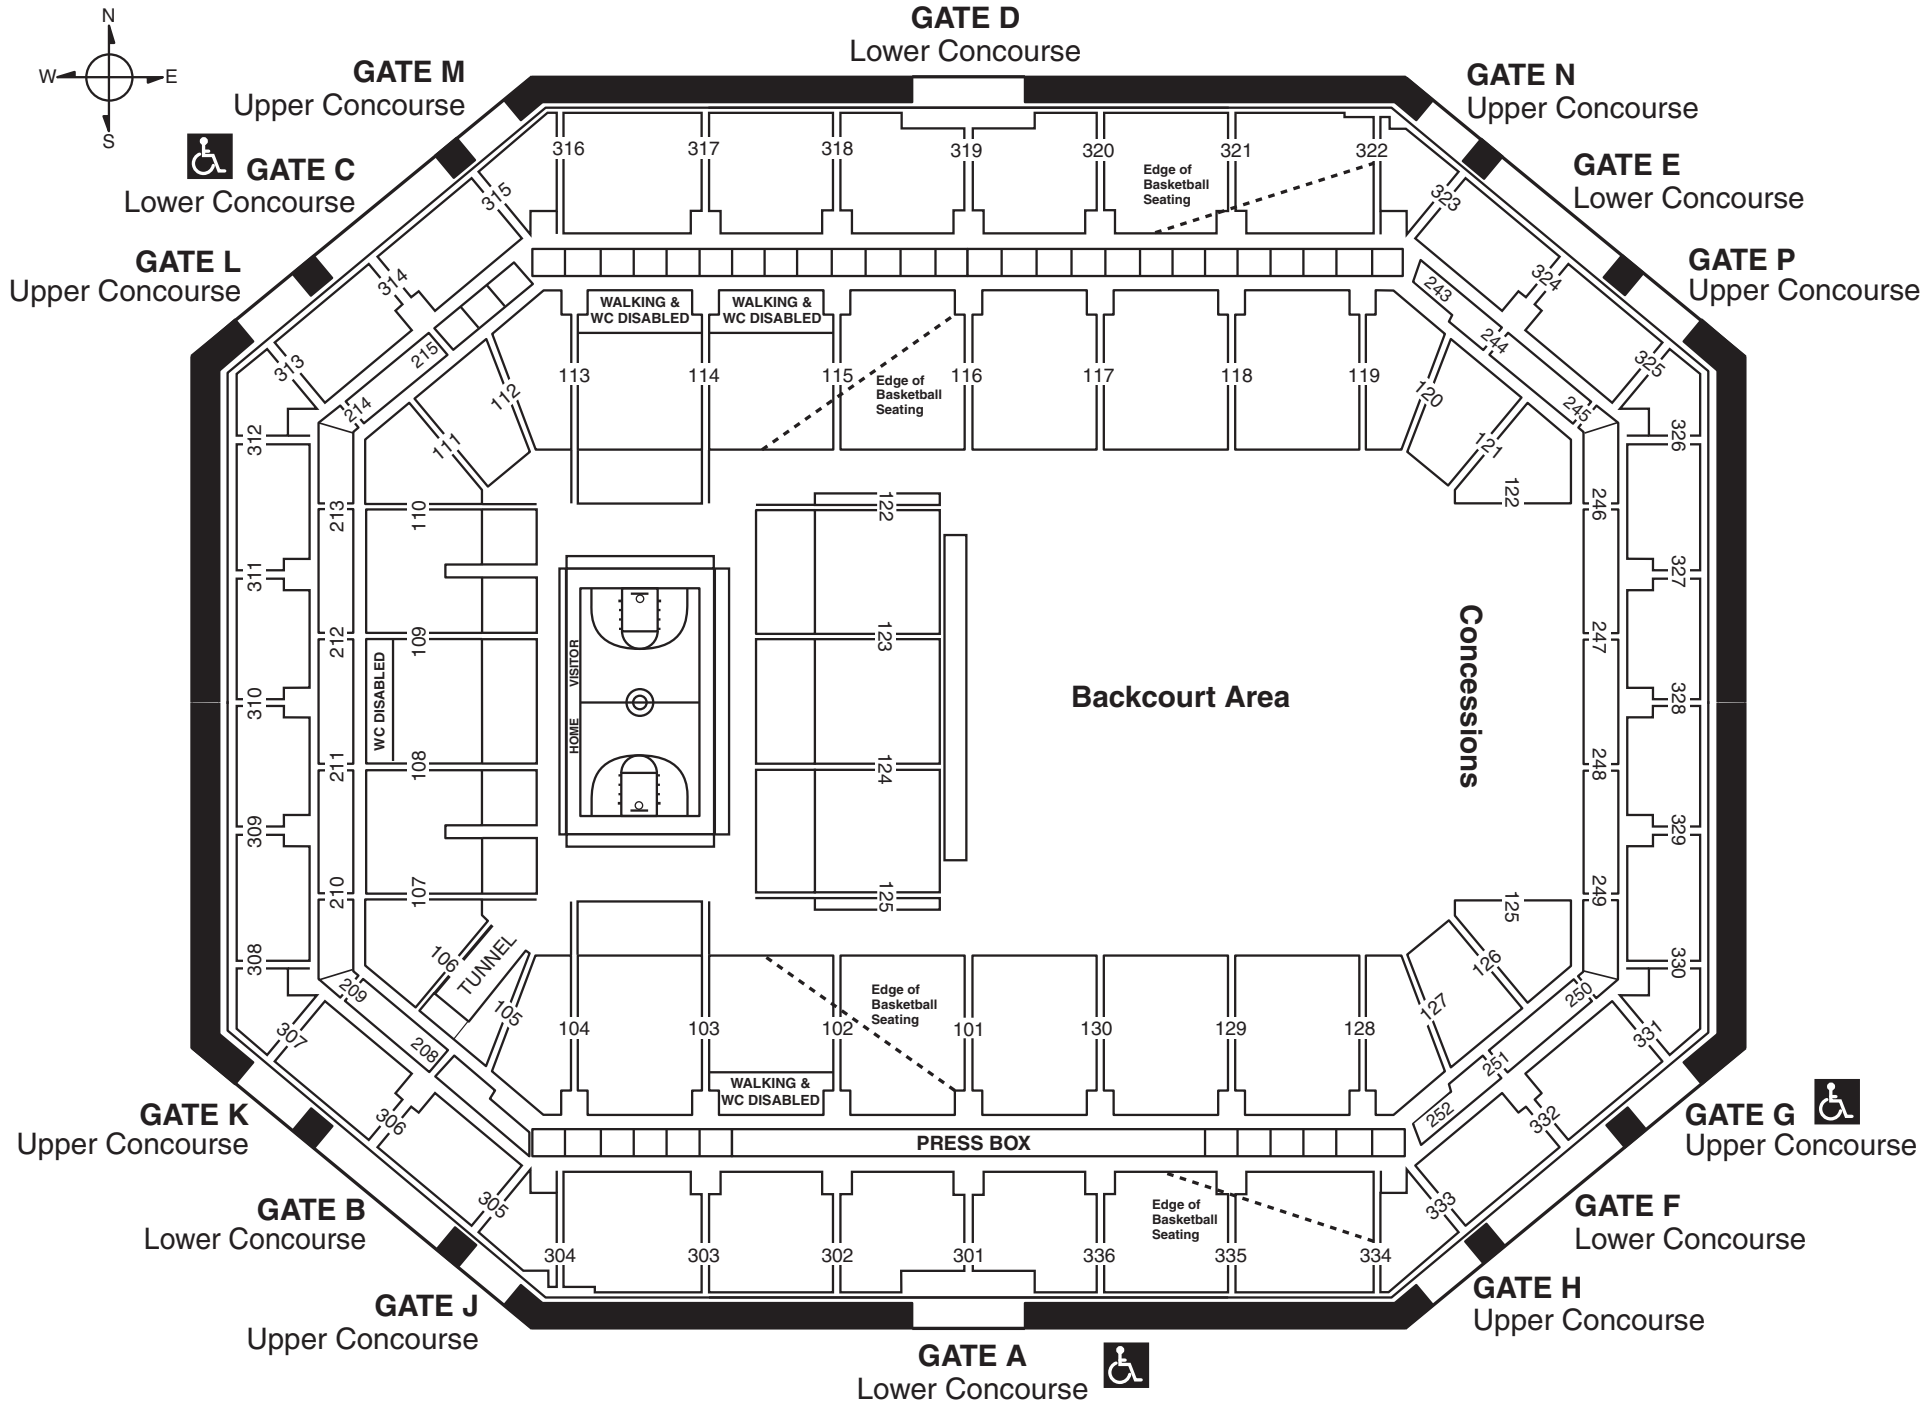 N
W
E
S
GATE D
Lower Concourse
GATE M
Upper Concourse
GATE N
Upper Concourse
GATE C
Lower Concourse
GATE E
Lower Concourse
GATE L
Upper Concourse
GATE P
Upper Concourse
316
317
318
319
320
321
322
Edge of
Basketball
Seating
315
323
314
324
313
325
312
326
311
327
310
328
309
329
308
330
307
331
306
332
305
333
215
214
213
212
211
210
209
208
243
244
245
246
247
248
249
250
251
252
WALKING &
WC DISABLED
WALKING &
WC DISABLED
112
113
114
115
116
117
118
119
120
Edge of
Basketball
Seating
111
121
110
122
122
109
123
WC DISABLED
VISITOR
HOME
Backcourt Area
Concessions
108
124
107
125
125
106
TUNNEL
105
126
127
104
103
102
101
130
129
128
Edge of
Basketball
Seating
WALKING &
WC DISABLED
PRESS BOX
Edge of
Basketball
Seating
304
303
302
301
336
335
334
GATE K
Upper Concourse
GATE G
Upper Concourse
GATE B
Lower Concourse
GATE F
Lower Concourse
GATE J
Upper Concourse
GATE H
Upper Concourse
GATE A
Lower Concourse